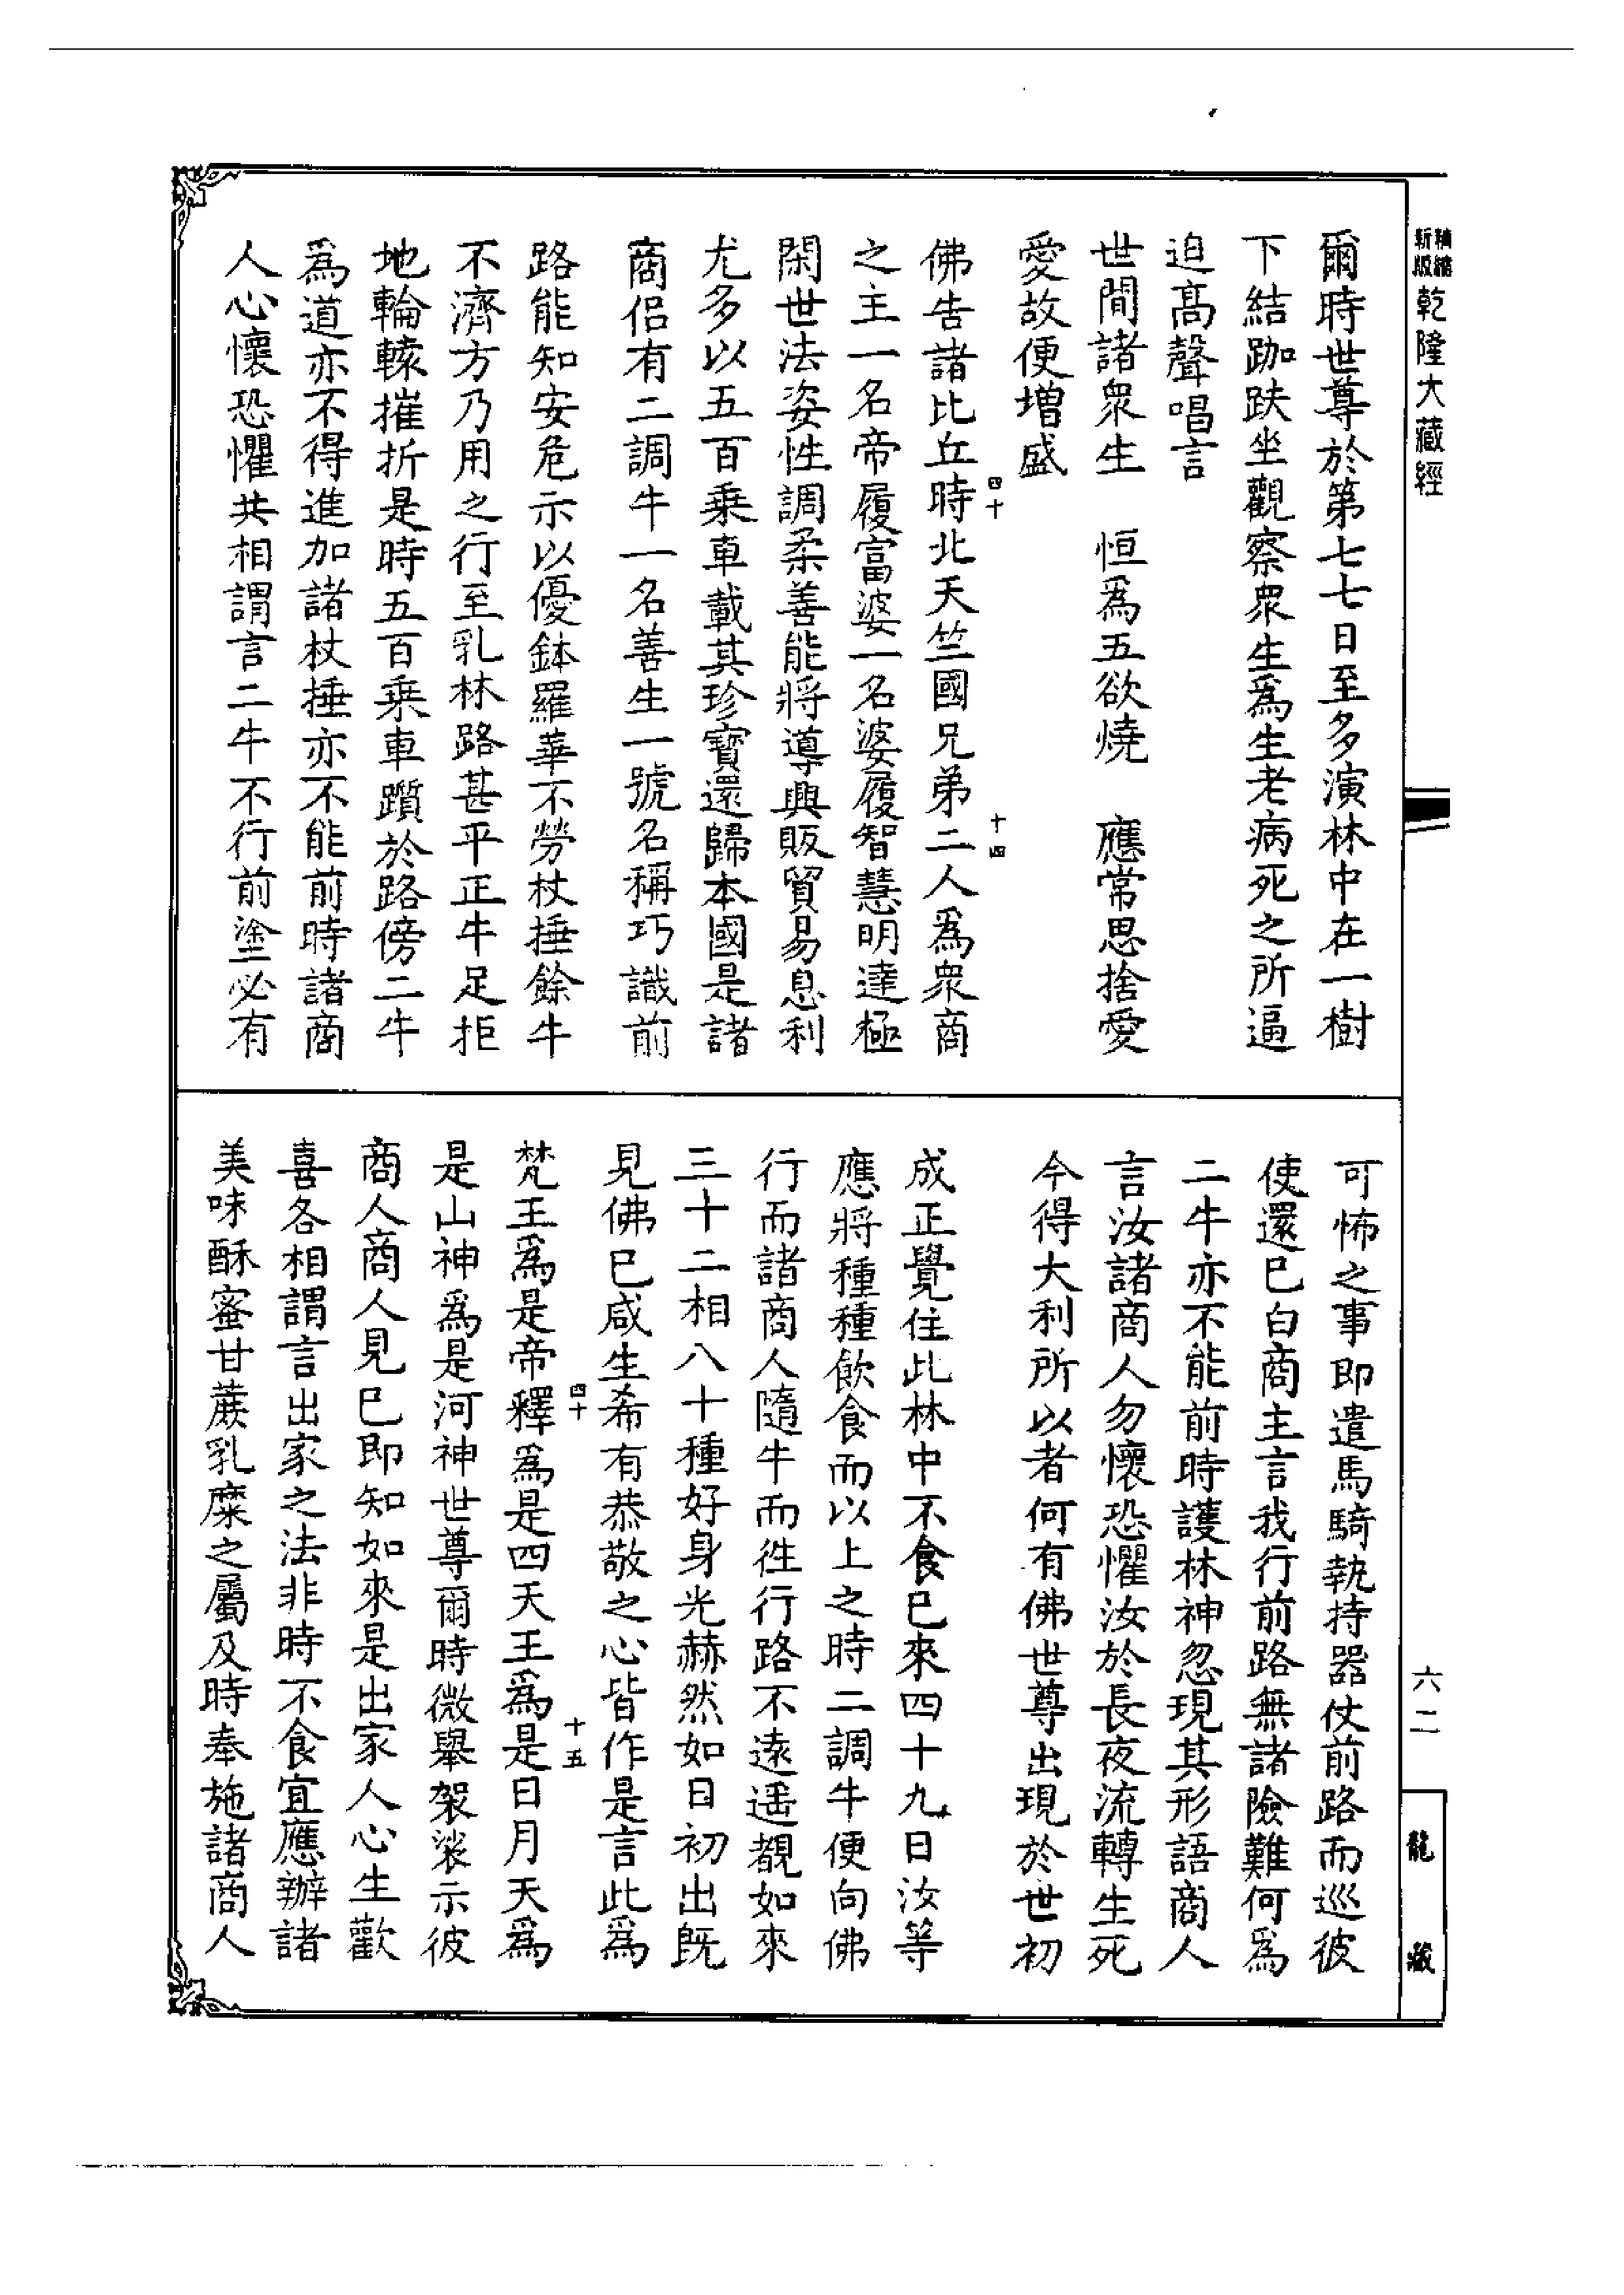 精縮
新版
乾隆大藏經
爾時世尊於第七七日至多演林中在一樹
下結跏趺坐觀察眾生為生老病死之所逼
迫高聲唱言
世間諸眾生　恒為五欲燒　應常思捨愛
愛故便增盛
佛告諸比丘時北天竺國兄弟二人為眾商
四十
十四
之主一名帝履富婆一名婆履智慧明達極
閑世法姿性調柔善能將導興販貿易息利
尤多以五百乘車載其珍寶還歸本國是諸
商侶有二調牛一名善生一號名稱巧識前
路能知安危示以優鉢羅華不勞杖捶餘牛
不濟方乃用之行至乳林路甚平正牛足拒
地輪轅摧折是時五百乘車躓於路傍二牛
為道亦不得進加諸杖捶亦不能前時諸商
人心懷恐懼共相謂言二牛不行前塗必有
可怖之事即遣馬騎執持器仗前路而巡彼
使還已白商主言我行前路無諸險難何為
二牛亦不能前時護林神忽現其形語商人
言汝諸商人勿懷恐懼汝於長夜流轉生死
今得大利所以者何有佛世尊出現於世初
成正覺住此林中不食已來四十九日汝等
應將種種飲食而以上之時二調牛便向佛
行而諸商人隨牛而往行路不遠遥覩如來
三十二相八十種好身光赫然如日初出既
見佛已咸生希有恭敬之心皆作是言此為
梵王為是帝釋為是四天王為是日月天為
四十
十五
是山神為是河神世尊爾時微舉袈裟示彼
商人商人見已即知如來是出家人心生歡
喜各相謂言出家之法非時不食宜應辦諸
美味酥蜜甘蔗乳糜之屬及時奉施諸商人
六二
龍藏